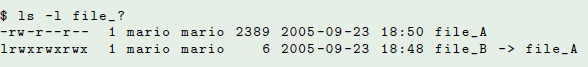 $ ls -l file_?
-rw-r--r--  1 mario mario 2389 2005-09-23 18:50 file_A
lrwxrwxrwx  1 mario mario    6 2005-09-23 18:48 file_B -> file_A